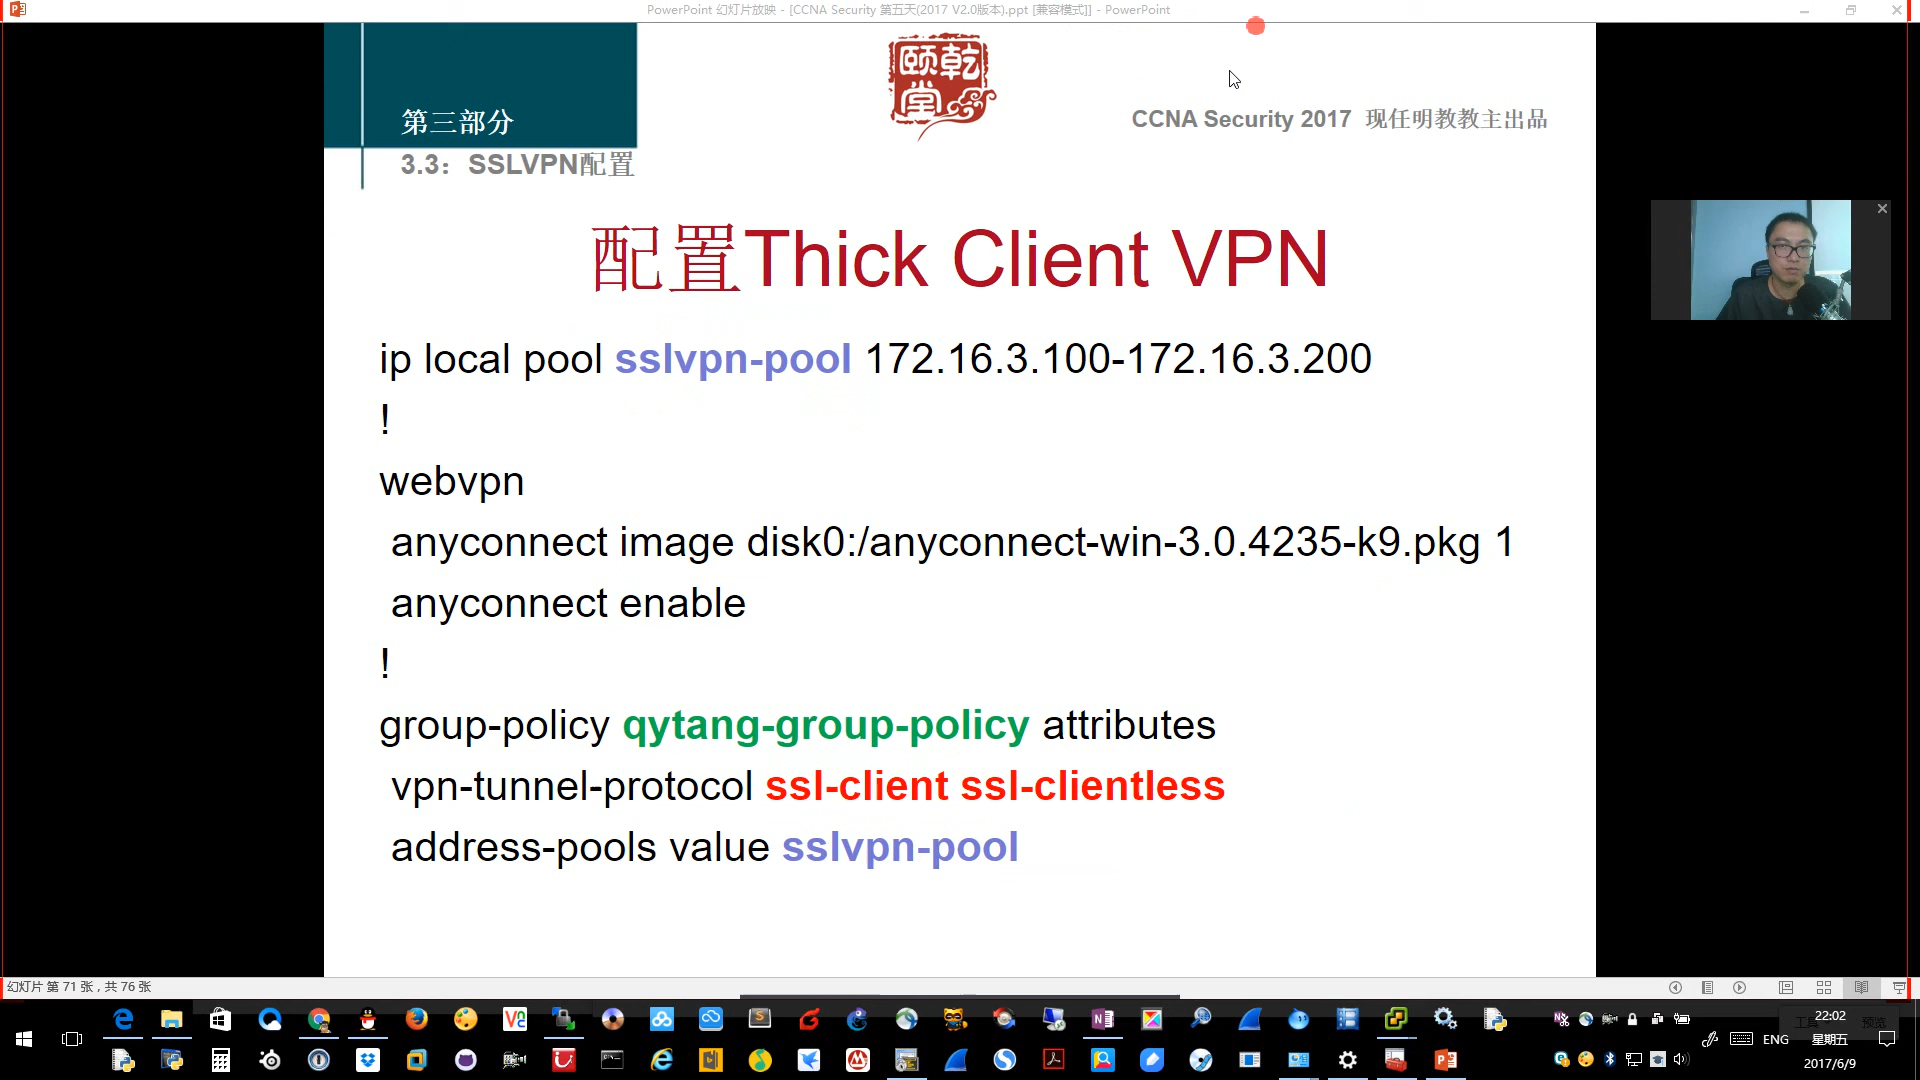 PowerPoint 幻灯片放映 - [CCNA Security 第五天(2017 V2.0版本).ppt [兼容模式]] - PowerPoint
乾颐堂
第三部分
CCNA Security 2017 现任明教教主出品
3.3：SSLVPN配置
配置Thick Client VPN
ip local pool sslvpn-pool 172.16.3.100-172.16.3.200
!
webvpn
anyconnect image disk0:/anyconnect-win-3.0.4235-k9.pkg 1
anyconnect enable
!
group-policy qytang-group-policy attributes
vpn-tunnel-protocol ssl-client ssl-clientless
address-pools value sslvpn-pool
幻灯片 第 71 张，共 76 张
22:02
ENG
星期五
2017/6/9